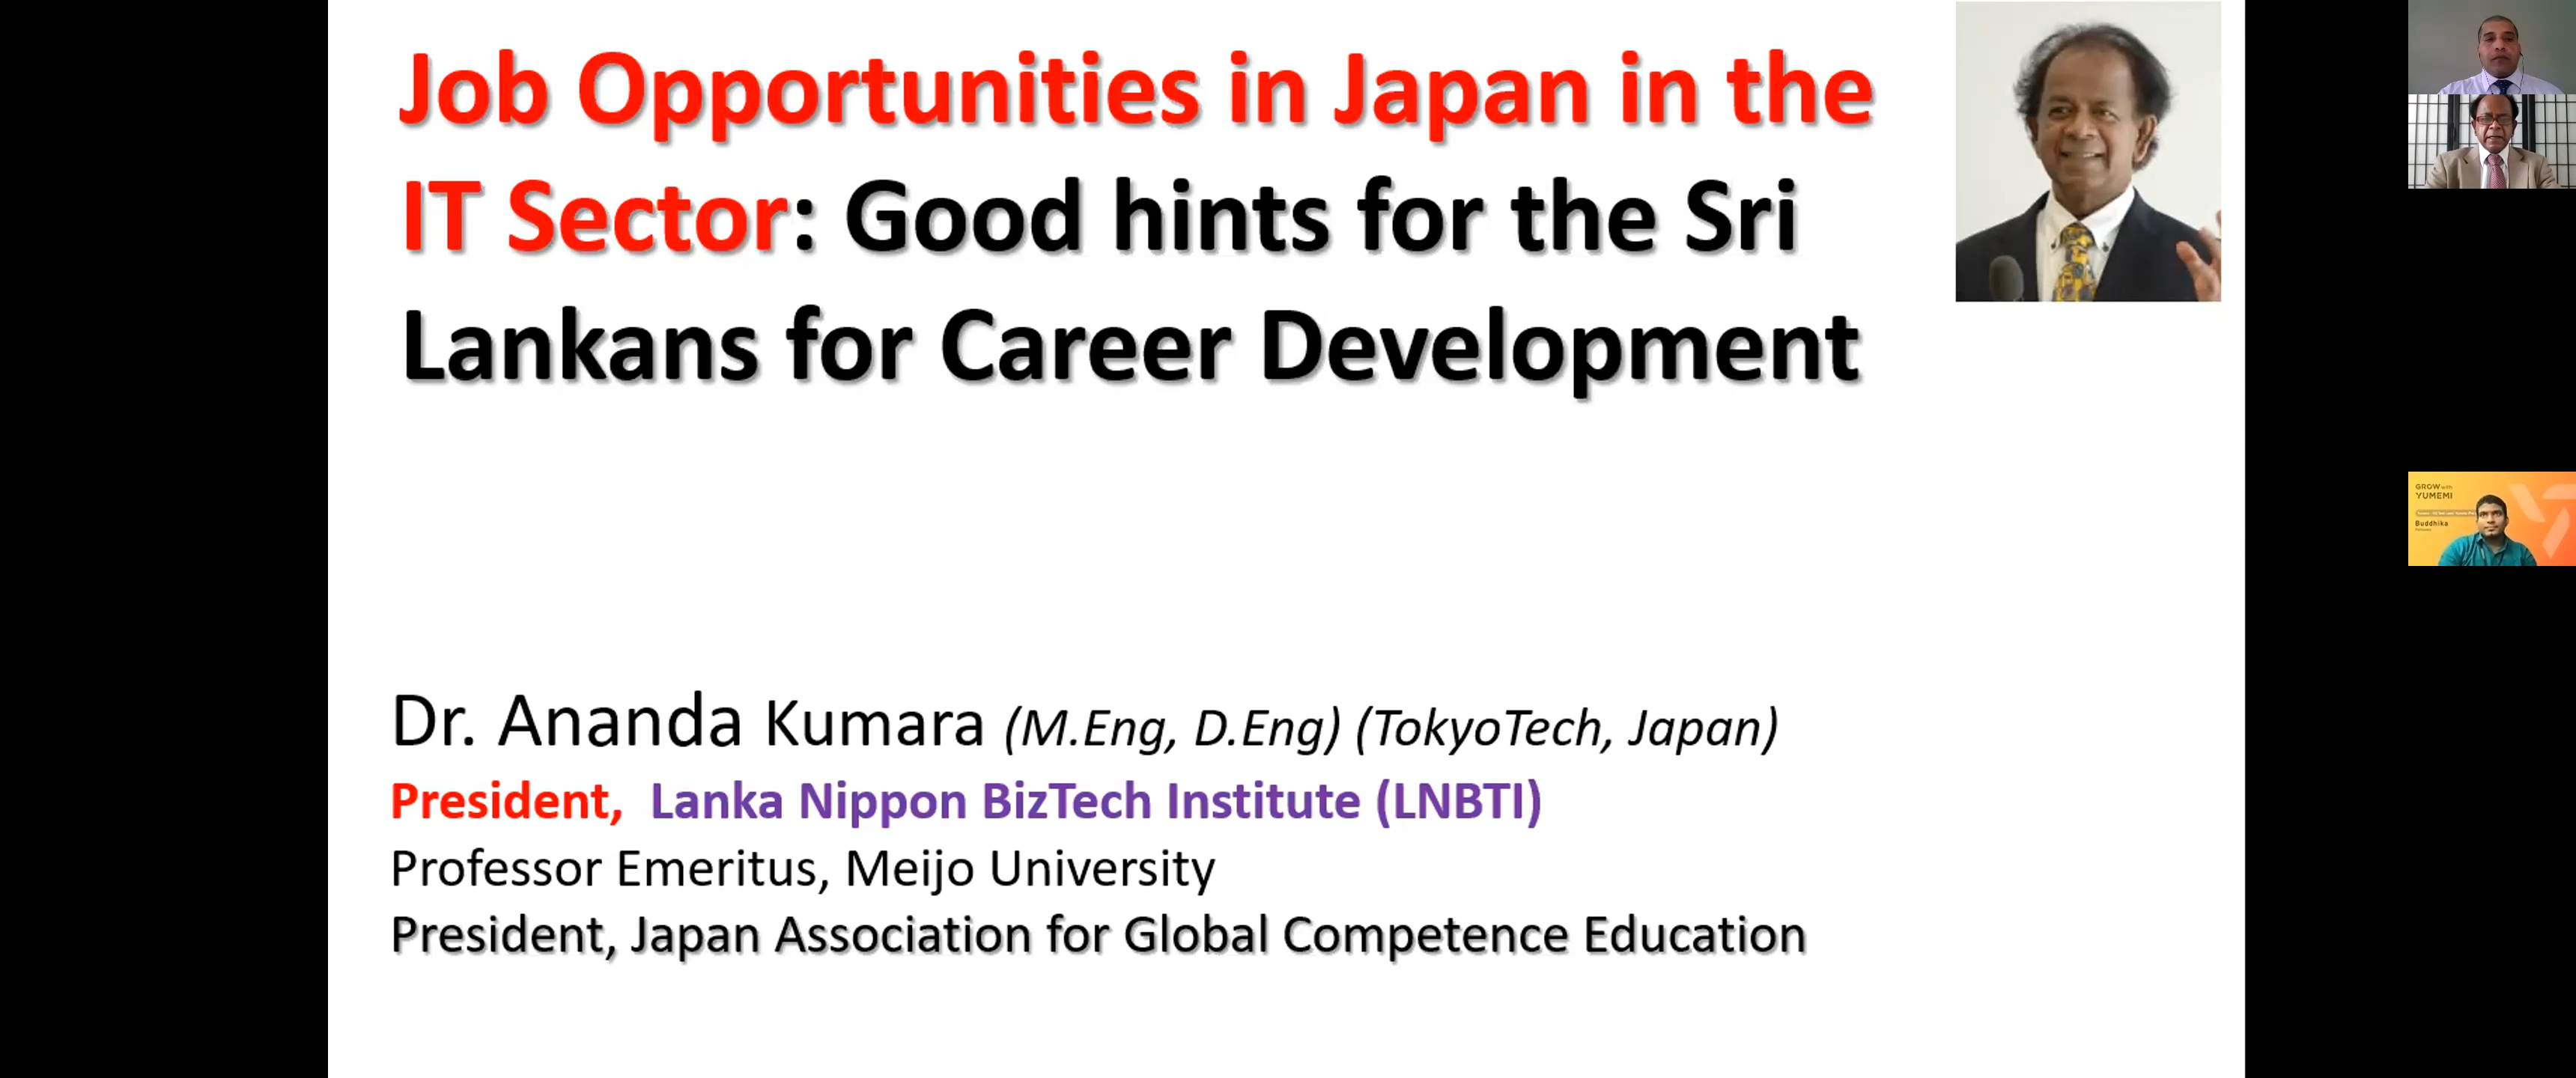 Job Opportunities in Japan in the
IT Sector: Good hints for the Sri
Lankans for Career Development
Dr. Ananda Kumara (M.Eng, D.Eng) (TokyoTech, Japan)
President, Lanka Nippon BizTech Institute (LNBTI)
Professor Emeritus, Meijo University
President, Japan Association for Global Competence Education
GROW with
YUMEMI
Buddhika